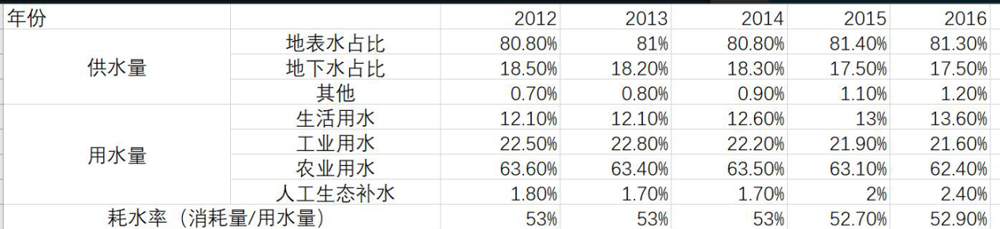 年份 2012 2013 2014 2015 2016
供水量 地表水占比 80.80% 81% 80.80% 81.40% 81.30%
地下水占比 18.50% 18.20% 18.30% 17.50% 17.50%
其他 0.70% 0.80% 0.90% 1.10% 1.20%
用水量 生活用水 12.10% 12.10% 12.60% 13% 13.60%
工业用水 22.50% 22.80% 22.20% 21.90% 21.60%
农业用水 63.60% 63.40% 63.50% 63.10% 62.40%
人工生态补水 1.80% 1.70% 1.70% 2% 2.40%
耗水率（消耗量/用水量） 53% 53% 53% 52.70% 52.90%